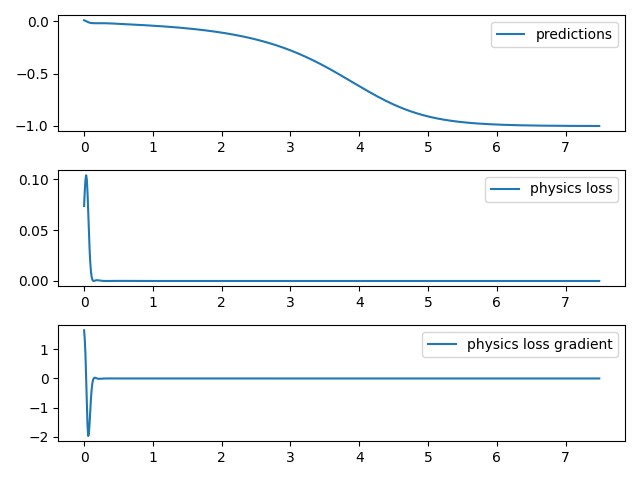 0.0
−0.5
−1.0
predictions
0 1 2 3 4 5 6 7
0.10
0.05
0.00
physics loss
0 1 2 3 4 5 6 7
1
0
−1
−2
physics loss gradient
0 1 2 3 4 5 6 7